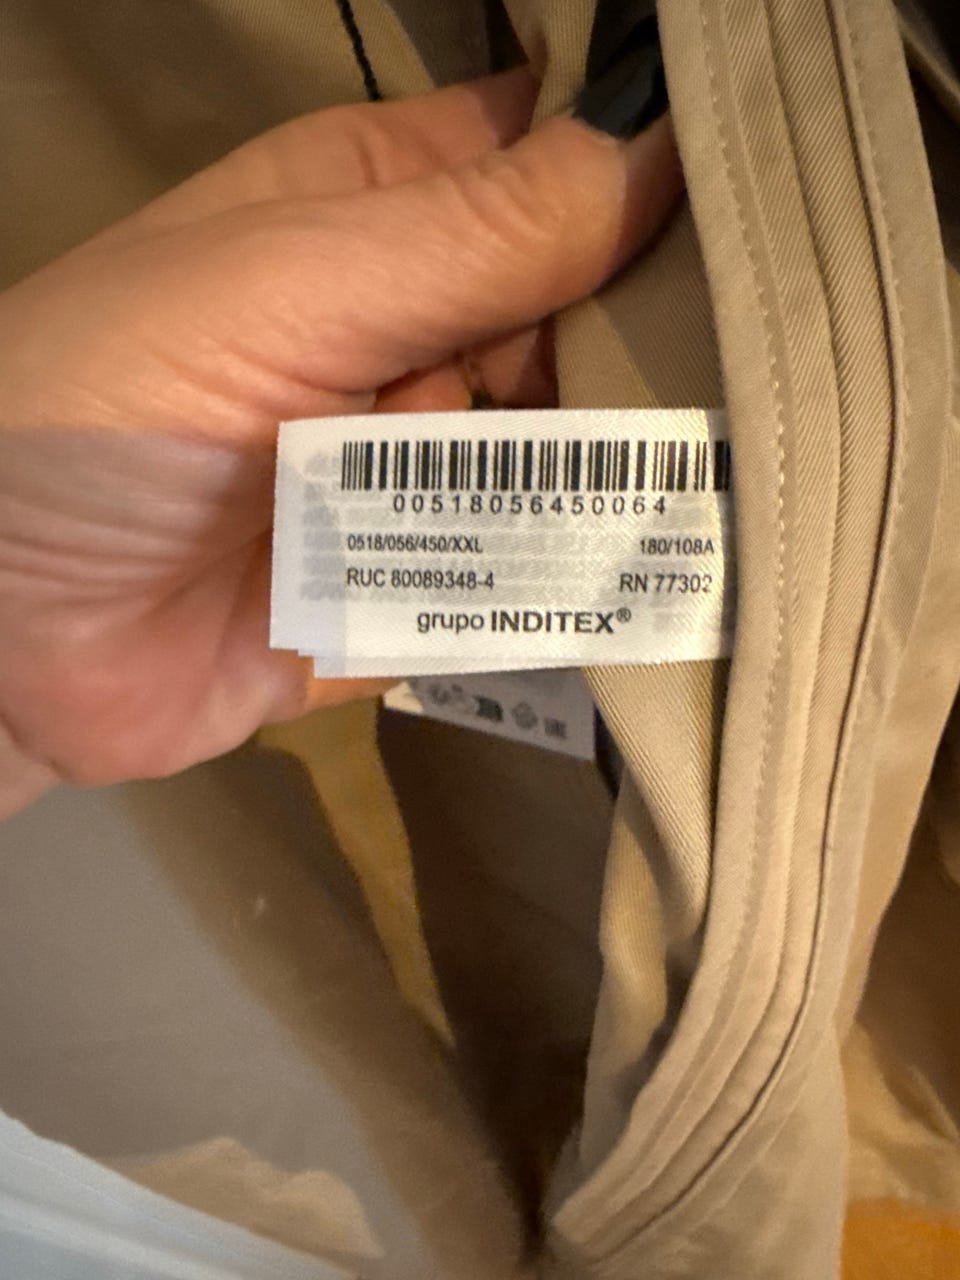 00518056450064
0518/056/450/XXL 180/108A
RUC 80089348-4 RN 77302
grupo INDITEX®